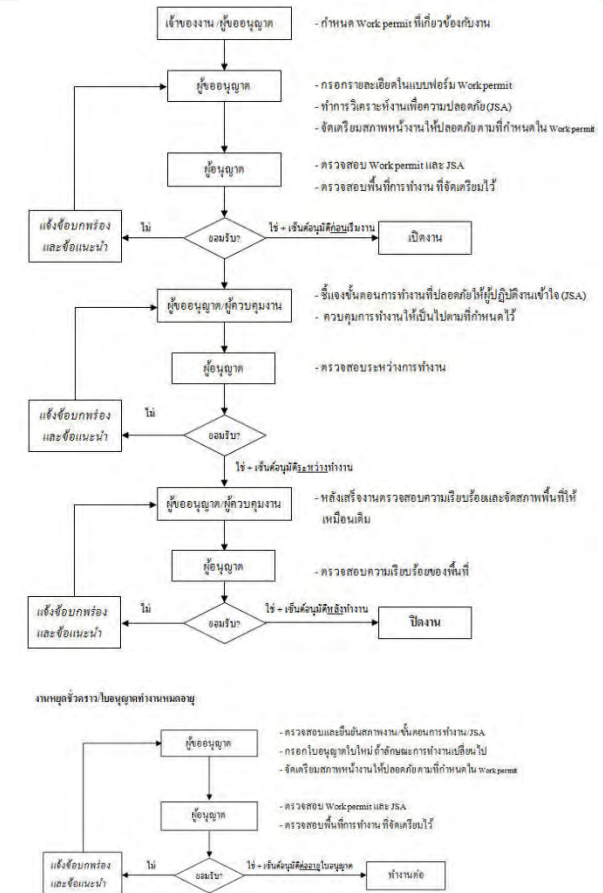 เจ้าของงาน /ผู้ขออนุญาต
- กำหนด Work permit ที่เกี่ยวข้องกับงาน
ผู้ขออนุญาต
- กรอกรายละเอียดในแบบฟอร์ม Work permit
- ทำการวิเคราะห์งานเพื่อความปลอดภัย (JSA)
- จัดเตรียมสภาพหน้างานให้ปลอดภัยตามที่กำหนดใน Work permit
ผู้อนุญาต
- ตรวจสอบ Work permit และ JSA
- ตรวจสอบพื้นที่การทำงาน ที่จัดเตรียมไว้
แจ้งข้อบกพร่อง
และข้อแนะนำ
ไม่
ยอมรับ?
ใช่ + เซ็นต์อนุมัติก่อนเริ่มงาน
เปิดงาน
ผู้ขออนุญาต/ผู้ควบคุมงาน
- ชี้แจงขั้นตอนการทำงานที่ปลอดภัยให้ผู้ปฏิบัติงานเข้าใจ (JSA)
- ควบคุมการทำงานให้เป็นไปตามที่กำหนดไว้
ผู้อนุญาต
- ตรวจสอบระหว่างการทำงาน
แจ้งข้อบกพร่อง
และข้อแนะนำ
ไม่
ยอมรับ?
ใช่ + เซ็นต์อนุมัติระหว่างทำงาน
ผู้ขออนุญาต/ผู้ควบคุมงาน
- หลังเสร็จงานตรวจสอบความเรียบร้อยและจัดสภาพพื้นที่ให้
เหมือนเดิม
ผู้อนุญาต
- ตรวจสอบความเรียบร้อยของพื้นที่
แจ้งข้อบกพร่อง
และข้อแนะนำ
ไม่
ยอมรับ?
ใช่ + เซ็นต์อนุมัติหลังทำงาน
ปิดงาน
งานหยุดชั่วคราว/ใบอนุญาตทำงานหมดอายุ
ผู้ขออนุญาต
- ตรวจสอบและยืนยันสภาพงาน/ขั้นตอนการทำงาน/JSA
- กรอกใบอนุญาตใบใหม่ ถ้าลักษณะการทำงานเปลี่ยนไป
- จัดเตรียมสภาพหน้างานให้ปลอดภัยตามที่กำหนดใน Work permit
ผู้อนุญาต
- ตรวจสอบ Work permit และ JSA
- ตรวจสอบพื้นที่การทำงาน ที่จัดเตรียมไว้
แจ้งข้อบกพร่อง
และข้อแนะนำ
ไม่
ยอมรับ?
ใช่ + เซ็นต์อนุมัติต่ออายุใบอนุญาต
ทำงานต่อ